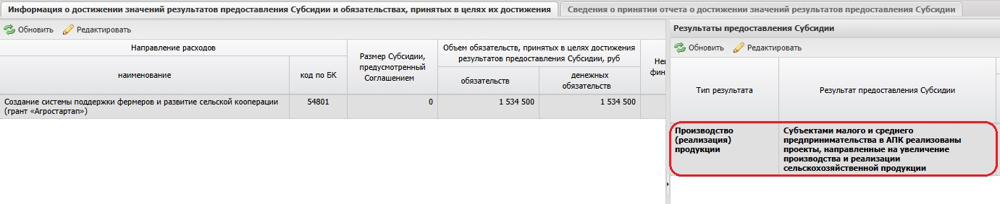 Информация о достижении значений результатов предоставления Субсидии и обязательствах, принятых в целях их достижения
Сведения о принятии отчета о достижении значений результатов предоставления Субсидии
Обновить
Редактировать
Направление расходов
наименование
код по БК
Размер Субсидии,
предусмотренный
Соглашением
Объем обязательств, принятых в целях достижения
результатов предоставления Субсидии, руб
обязательств
денежных
обязательств
Создание системы поддержки фермеров и развитие сельской кооперации
(грант «Агростартап»)
54801
0
1 534 500
1 534 500
Результаты предоставления Субсидии
Обновить
Редактировать
Тип результата
Результат предоставления Субсидии
Производство
(реализация)
продукции
Субъектами малого и среднего
предпринимательства в АПК реализованы
проекты, направленные на увеличение
производства и реализации
сельскохозяйственной продукции